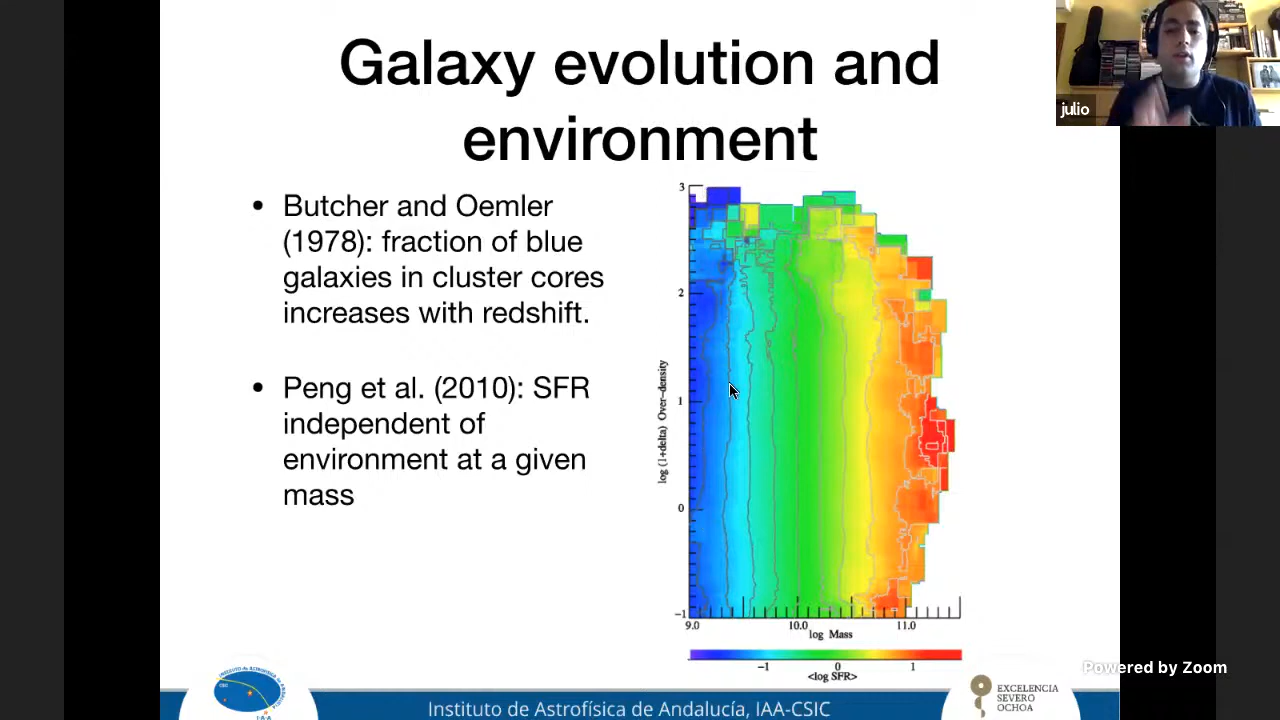 Galaxy evolution and
environment
julio
• Butcher and Oemler
(1978): fraction of blue
galaxies in cluster cores
increases with redshift.
• Peng et al. (2010): SFR
independent of
environment at a given
mass
log (1+delta) Over-density
3
2
1
0
-1
9.0 10.0 11.0
log Mass
-1 0 1
<log SFR>
Powered by Zoom
Instituto de Astrofísica de Andalucía, IAA-CSIC
EXCELENCIA
SEVERO
OCHOA